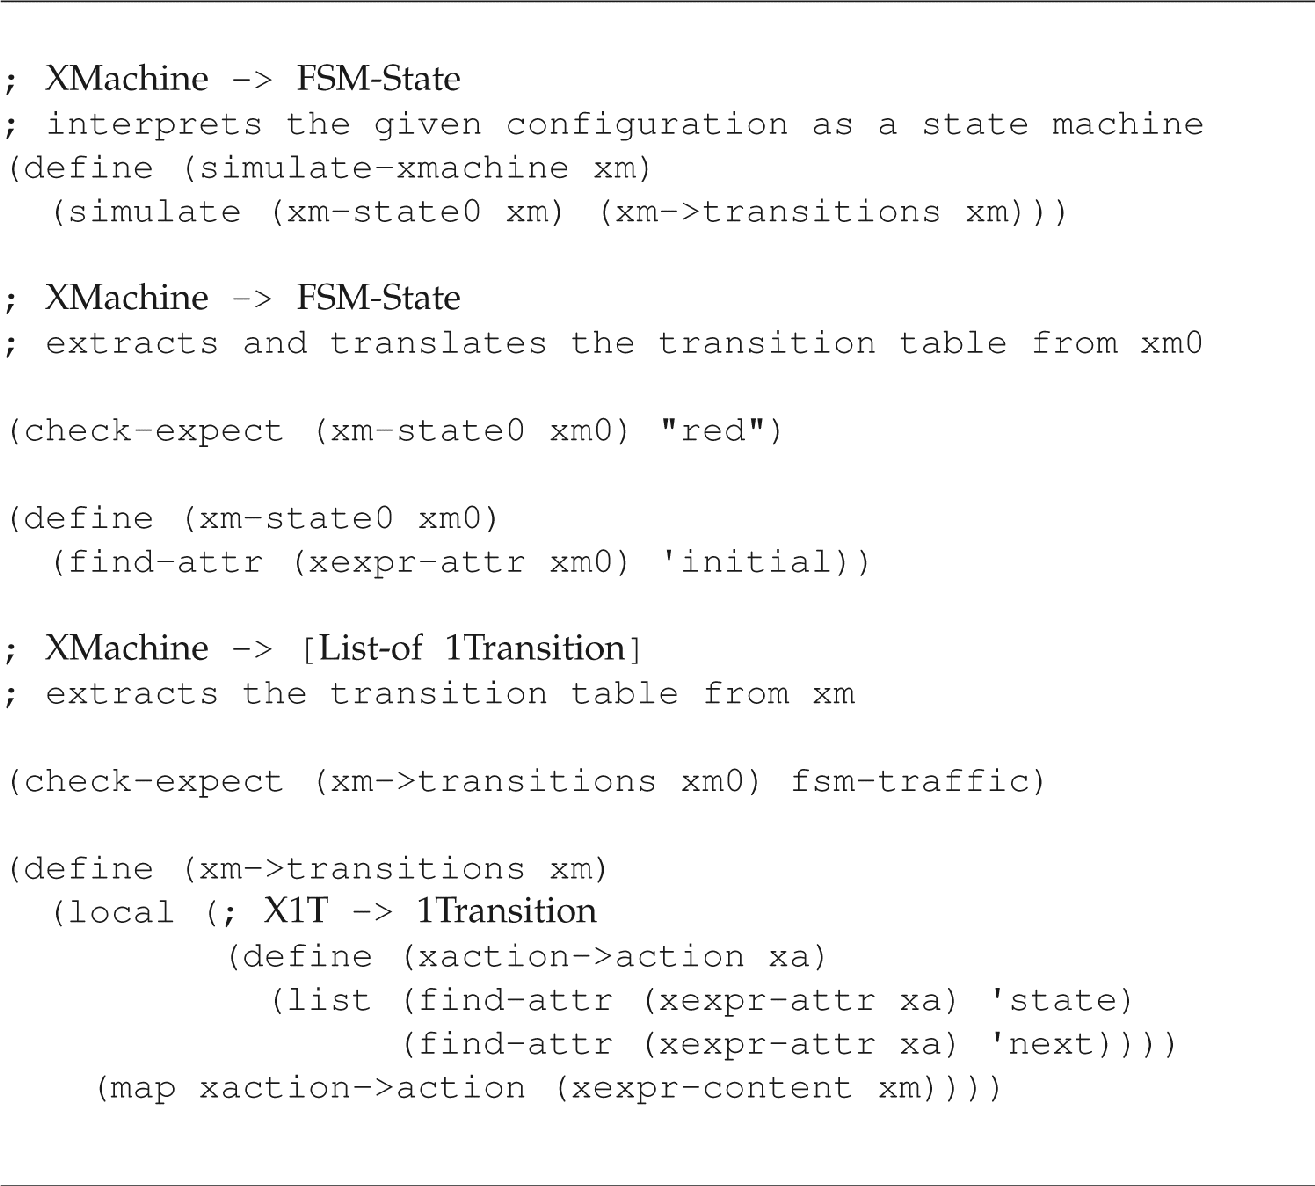 ; XMachine -> FSM-State
; interprets the given configuration as a state machine
(define (simulate-xmachine xm)
  (simulate (xm-state0 xm) (xm->transitions xm)))
; XMachine -> FSM-State
; extracts and translates the transition table from xm0
(check-expect (xm-state0 xm0) "red")
(define (xm-state0 xm0)
  (find-attr (xexpr-attr xm0) 'initial))
; XMachine -> [List-of 1Transition]
; extracts the transition table from xm
(check-expect (xm->transitions xm0) fsm-traffic)
(define (xm->transitions xm)
  (local (; X1T -> 1Transition
          (define (xaction->action xa)
            (list (find-attr (xexpr-attr xa) 'state)
                  (find-attr (xexpr-attr xa) 'next))))
    (map xaction->action (xexpr-content xm))))